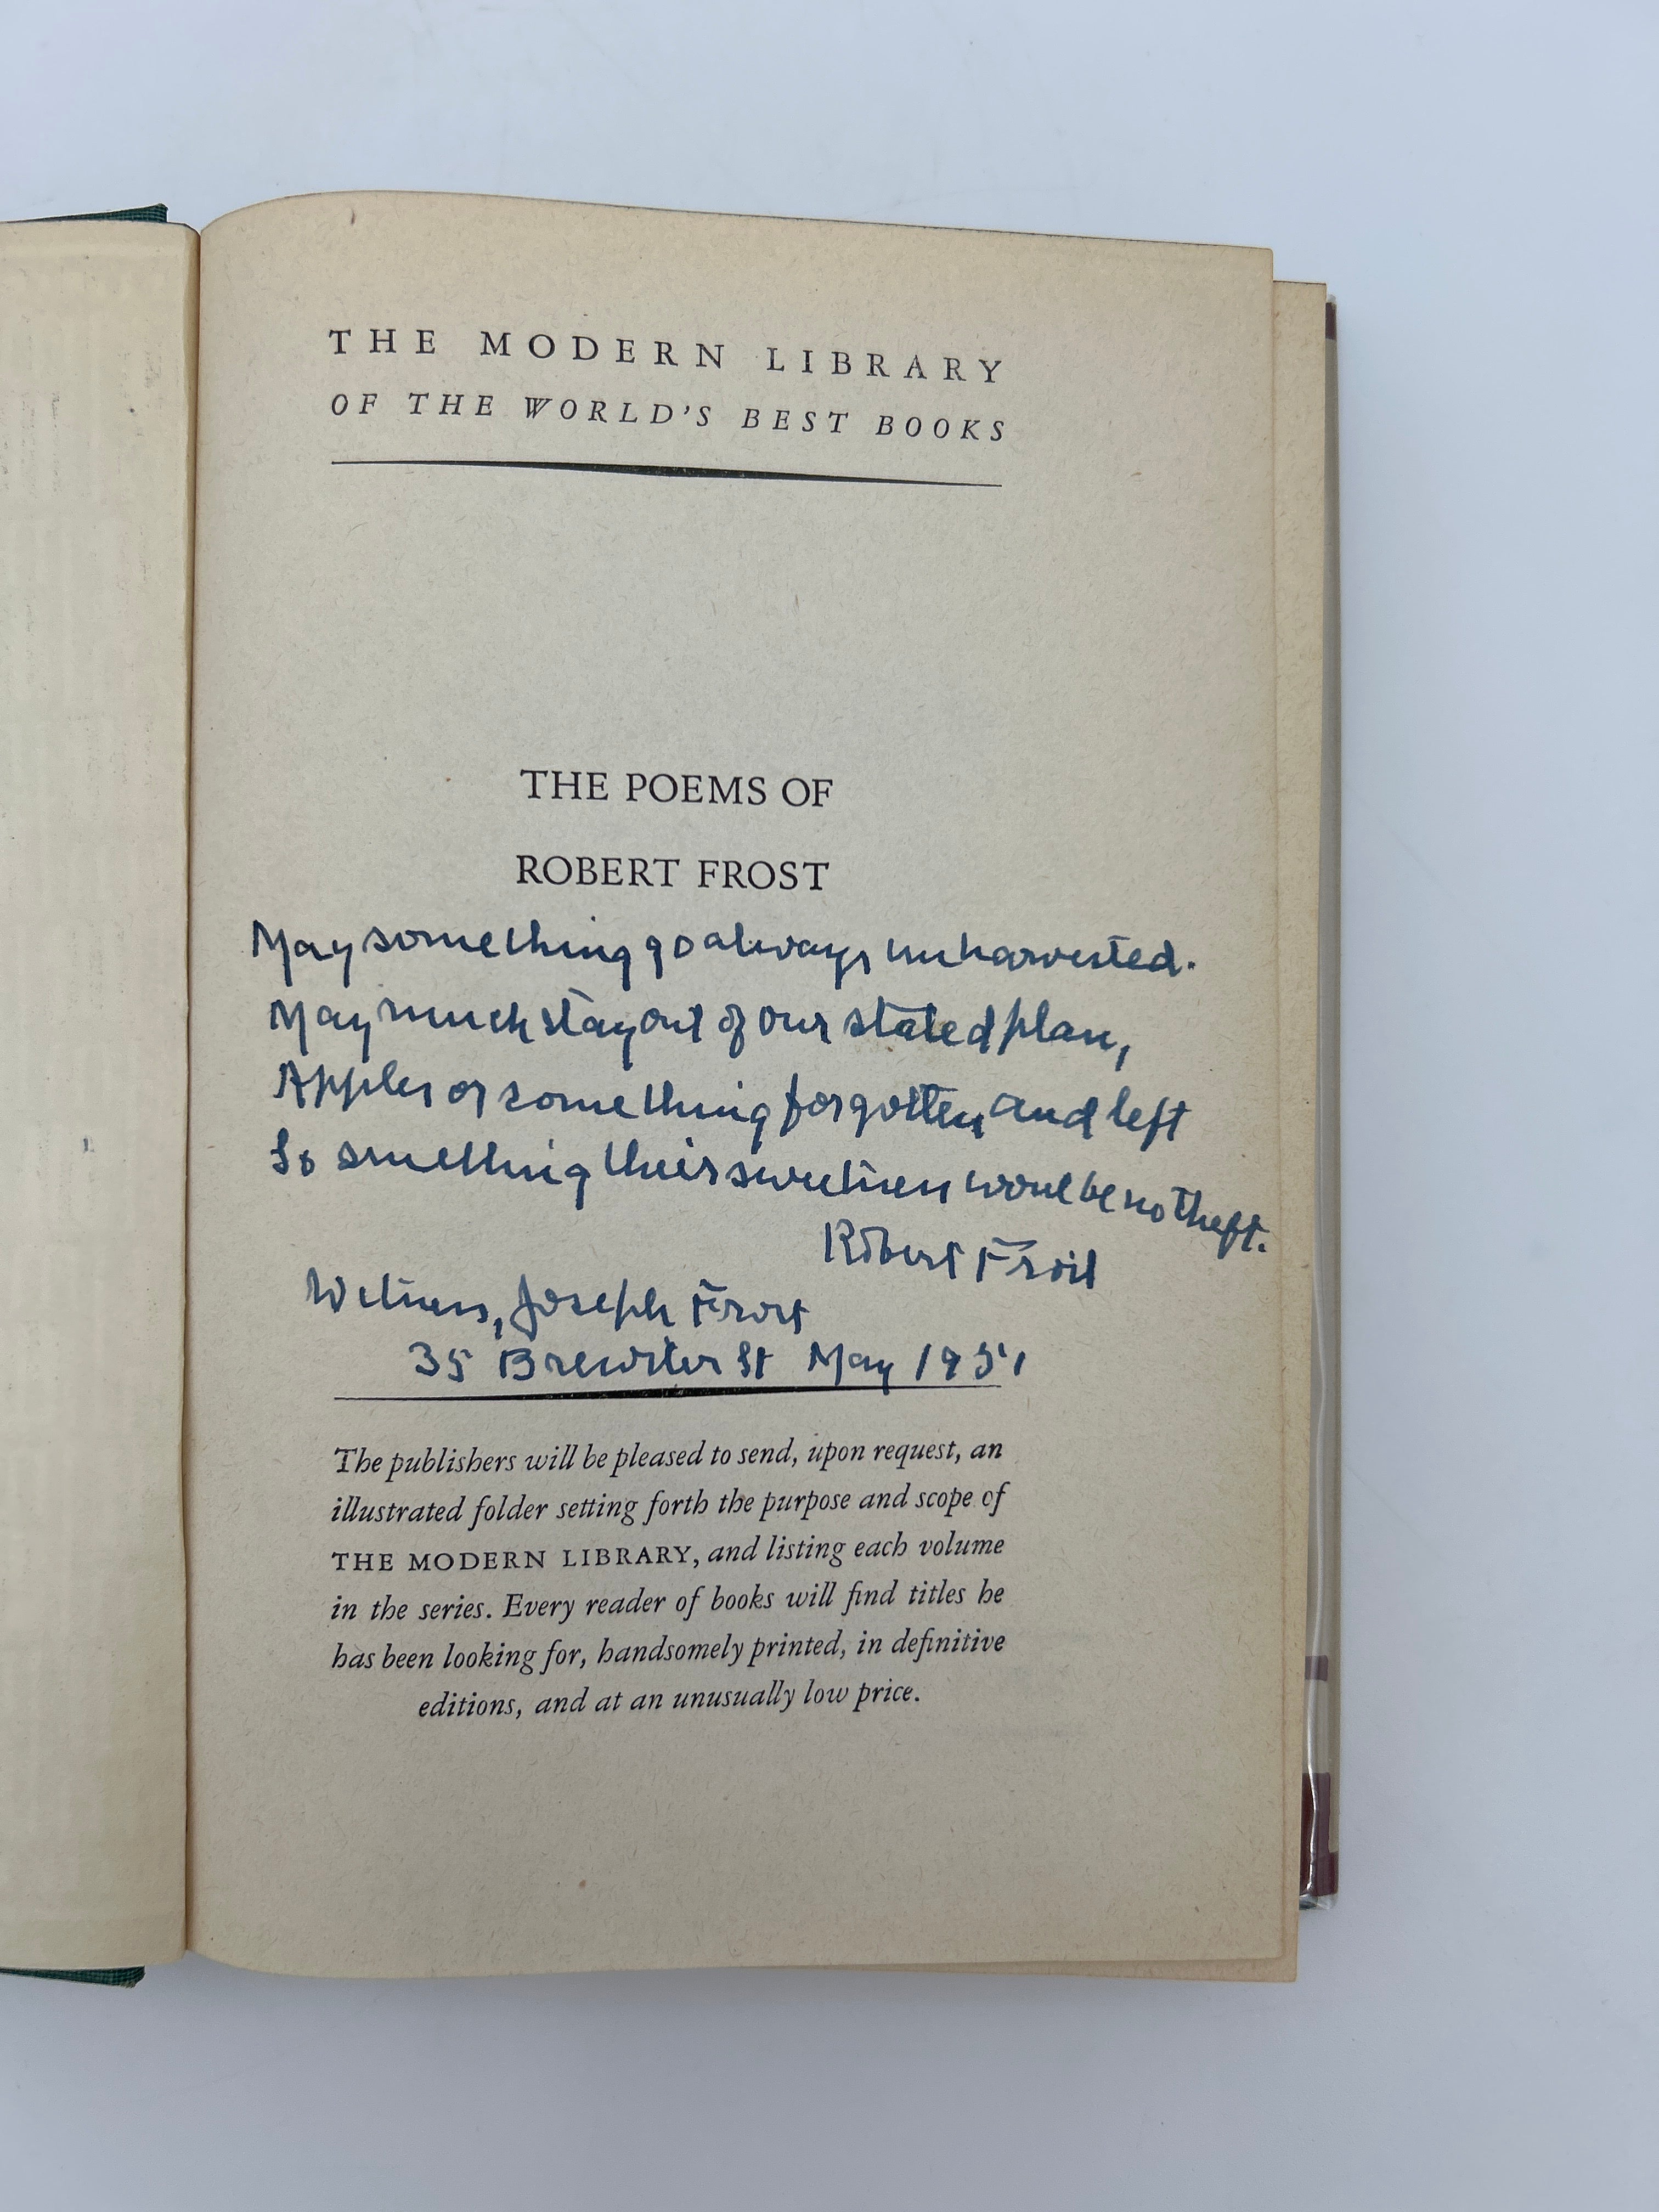 THE MODERN LIBRARY
OF THE WORLD'S BEST BOOKS
THE POEMS OF
ROBERT FROST
May something go always unharvested.
May much stay out of our stated plan,
Apples or something forgotten and left
So smelling their sweetness would be no theft.
Robert Frost
Witness, Joseph Frost
35 Brewster St May 1951
The publishers will be pleased to send, upon request, an
illustrated folder setting forth the purpose and scope of
THE MODERN LIBRARY, and listing each volume
in the series. Every reader of books will find titles he
has been looking for, handsomely printed, in definitive
editions, and at an unusually low price.